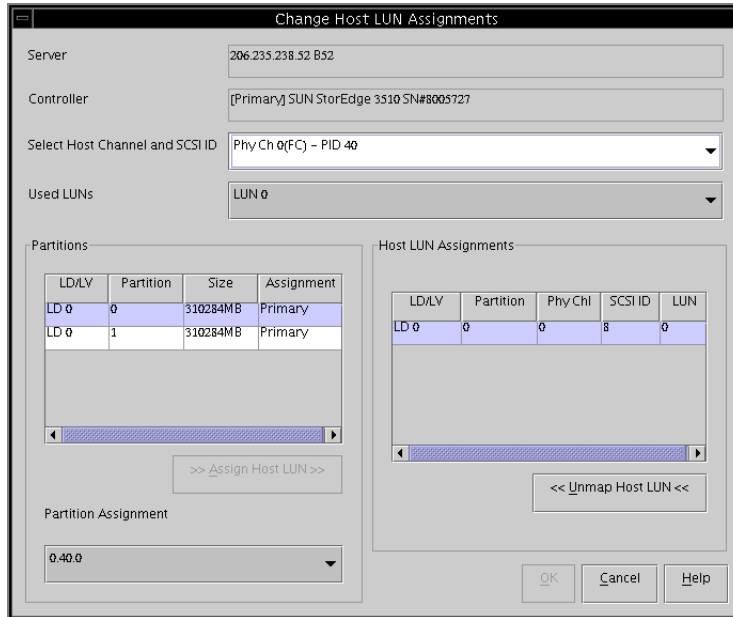 Change Host LUN Assignments
Server
206.235.238.52 B52
Controller
[Primary] SUN StorEdge 3510 SN#8005727
Select Host Channel and SCSI ID
Phy Ch 0(FC) – PID 40
Used LUNs
LUN 0
Partitions
LD/LV Partition Size Assignment
LD 0 0 310284MB Primary
LD 0 1 310284MB Primary
>> Assign Host LUN >>
Partition Assignment
0.40.0
Host LUN Assignments
LD/LV Partition Phy Chl SCSI ID LUN
LD 0 0 0 8 0
<< Unmap Host LUN <<
OK Cancel Help